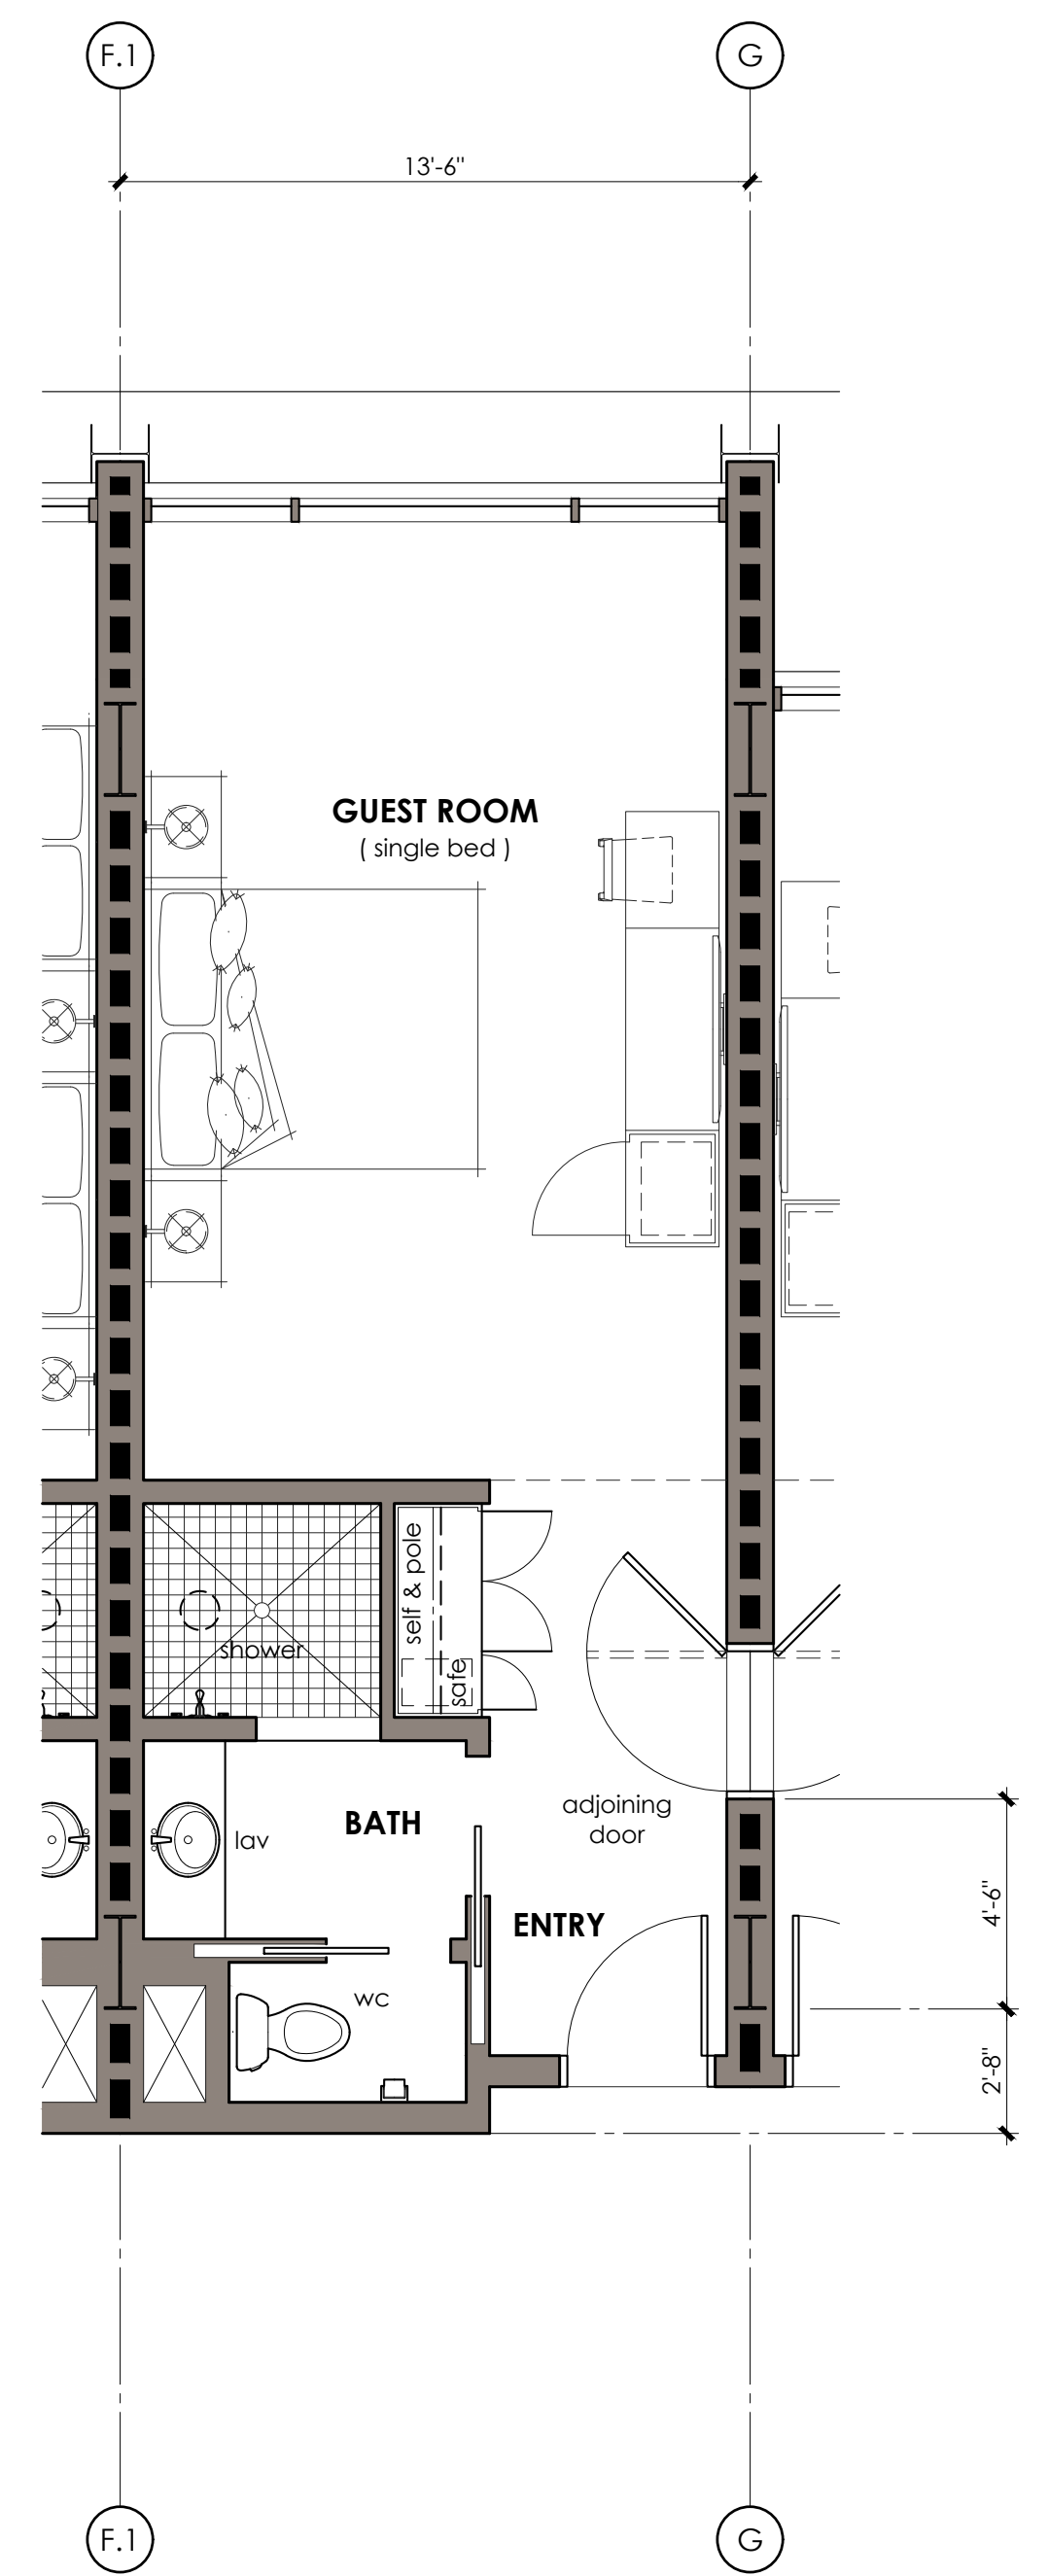 F.1
G
13'-6"
GUEST ROOM
( single bed )
self & pole
safe
shower
adjoining
door
BATH
lav
ENTRY
4'-6"
wc
2'-8"
F.1
G